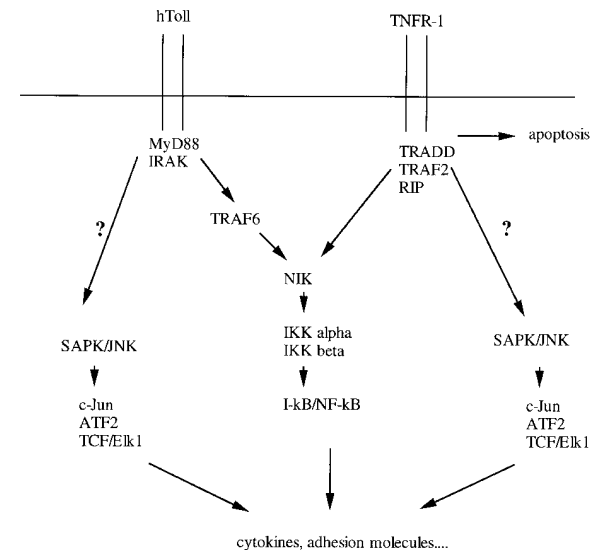 hToll
TNFR-1
apoptosis
MyD88
IRAK
TRADD
TRAF2
RIP
TRAF6
?
?
NIK
SAPK/JNK
IKK alpha
IKK beta
SAPK/JNK
c-Jun
ATF2
TCF/Elk1
I-kB/NF-kB
c-Jun
ATF2
TCF/Elk1
cytokines, adhesion molecules....